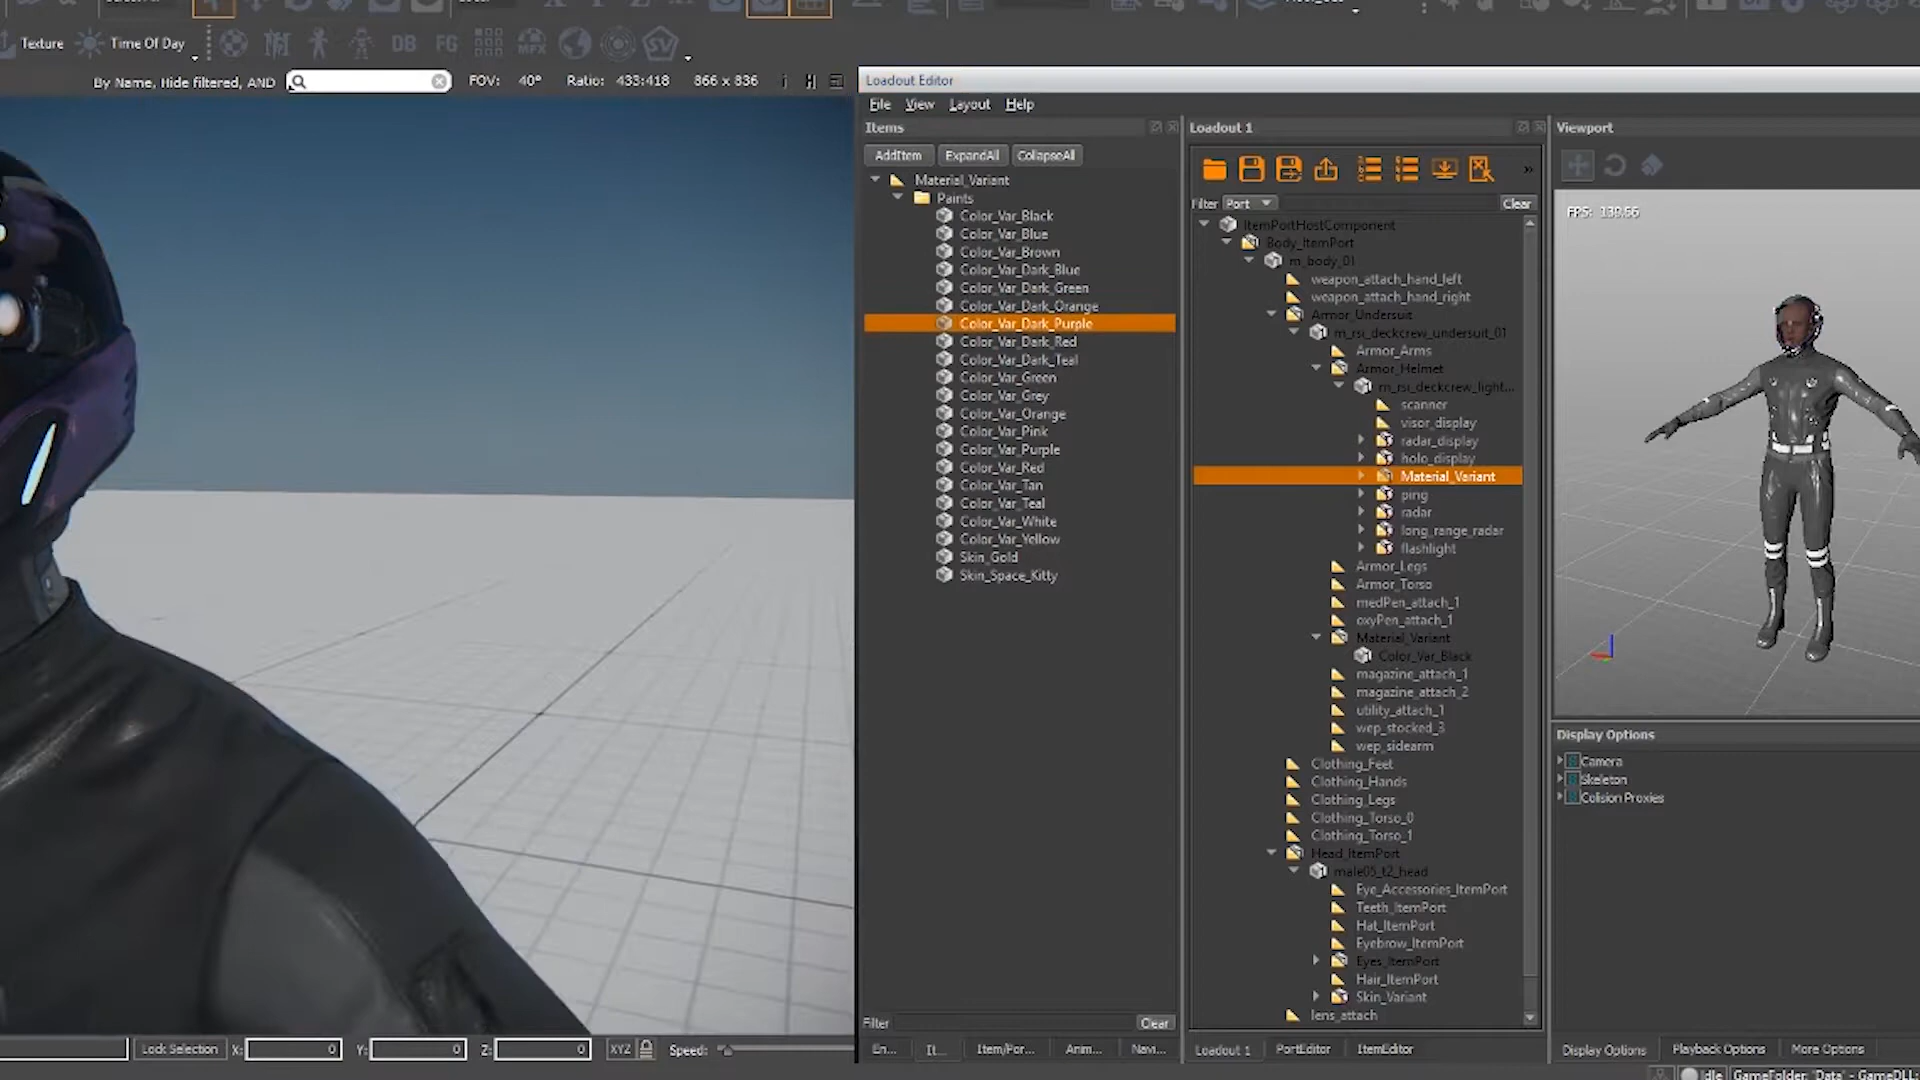 Texture
Time Of Day
DB
FG
MFX
SV
By Name, Hide filtered, AND
FOV: 40°
Ratio: 433:418
866 x 836
Loadout Editor
File View Layout Help
Items
AddItem ExpandAll CollapseAll
Material_Variant
Paints
Color_Var_Black
Color_Var_Blue
Color_Var_Brown
Color_Var_Dark_Blue
Color_Var_Dark_Green
Color_Var_Dark_Orange
Color_Var_Dark_Purple
Color_Var_Dark_Red
Color_Var_Dark_Teal
Color_Var_Green
Color_Var_Grey
Color_Var_Orange
Color_Var_Pink
Color_Var_Purple
Color_Var_Red
Color_Var_Tan
Color_Var_Teal
Color_Var_White
Color_Var_Yellow
Skin_Gold
Skin_Space_Kitty
Filter
Clear
En... It... Item/Por... Anim... Navi...
Loadout 1
»
Filter Port Clear
ItemPortHostComponent
Body_ItemPort
m_body_01
weapon_attach_hand_left
weapon_attach_hand_right
Armor_Undersuit
m_rsi_deckcrew_undersuit_01
Armor_Arms
Armor_Helmet
m_rsi_deckcrew_light...
scanner
visor_display
radar_display
holo_display
Material_Variant
ping
radar
long_range_radar
flashlight
Armor_Legs
Armor_Torso
medPen_attach_1
oxyPen_attach_1
Material_Variant
Color_Var_Black
magazine_attach_1
magazine_attach_2
utility_attach_1
wep_stocked_3
wep_sidearm
Clothing_Feet
Clothing_Hands
Clothing_Legs
Clothing_Torso_0
Clothing_Torso_1
Head_ItemPort
male05_t2_head
Eye_Accessories_ItemPort
Teeth_ItemPort
Hat_ItemPort
Eyebrow_ItemPort
Eyes_ItemPort
Hair_ItemPort
Skin_Variant
lens_attach
Loadout 1 PortEditor ItemEditor
Viewport
FPS: 139.66
Display Options
Camera
Skeleton
Colision Proxies
Display Options Playback Options More Options
Lock Selection X: 0 Y: 0 Z: 0 XYZ Speed:
Idle GameFolder: 'Data' - GameDLL: